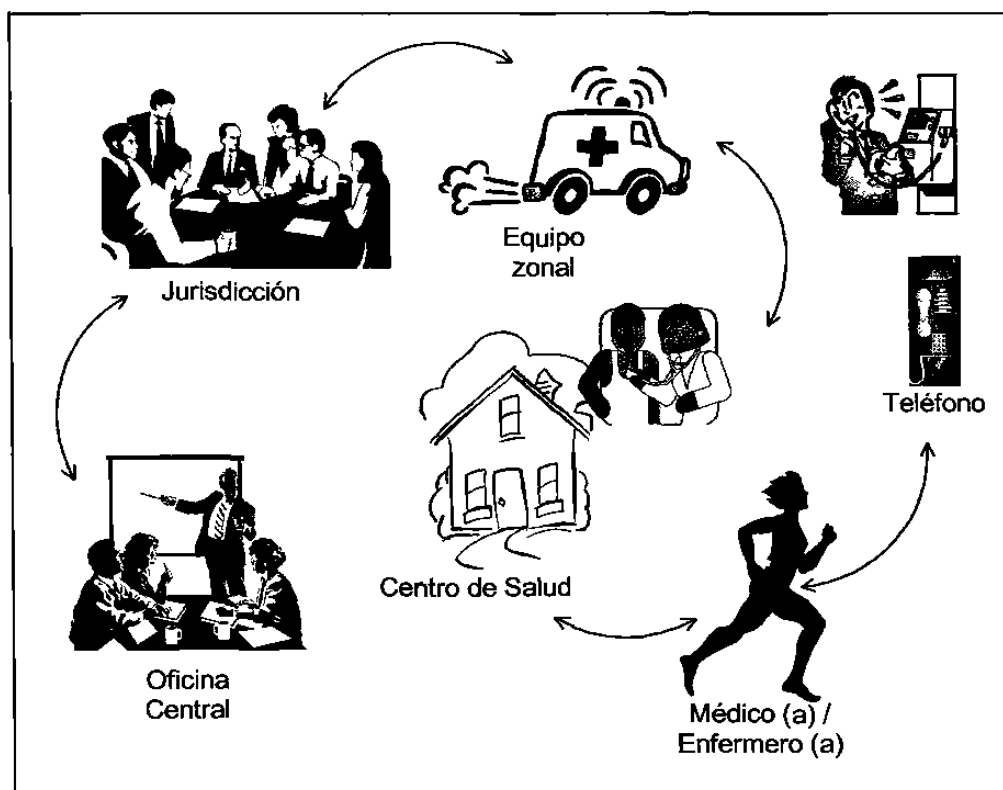 Equipo
zonal
Jurisdicción
Teléfono
Centro de Salud
Oficina
Central
Médico (a) /
Enfermero (a)